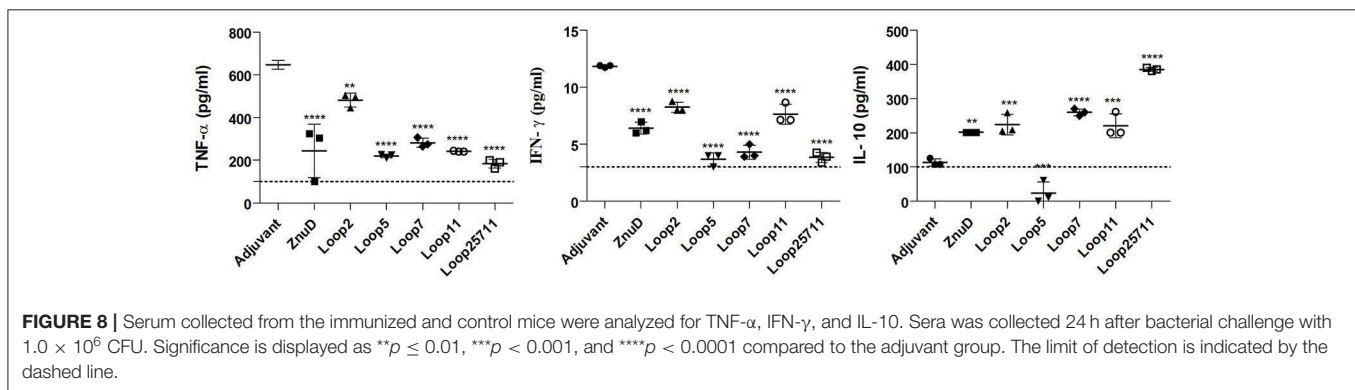 800
600
400
200
0
TNF-α (pg/ml)
**
****
****
****
****
****
Adjuvant
ZnuD
Loop2
Loop5
Loop7
Loop11
Loop25711
15
10
5
0
IFN- γ (pg/ml)
****
****
****
****
****
****
Adjuvant
ZnuD
Loop2
Loop5
Loop7
Loop11
Loop25711
500
400
300
200
100
0
IL- 10 (pg/ml)
**
***
***
****
***
****
Adjuvant
ZnuD
Loop2
Loop5
Loop7
Loop11
Loop25711
FIGURE 8 | Serum collected from the immunized and control mice were analyzed for TNF-α, IFN-γ, and IL-10. Sera was collected 24 h after bacterial challenge with
1.0 × 10⁶ CFU. Significance is displayed as **p ≤ 0.01, ***p < 0.001, and ****p < 0.0001 compared to the adjuvant group. The limit of detection is indicated by the
dashed line.